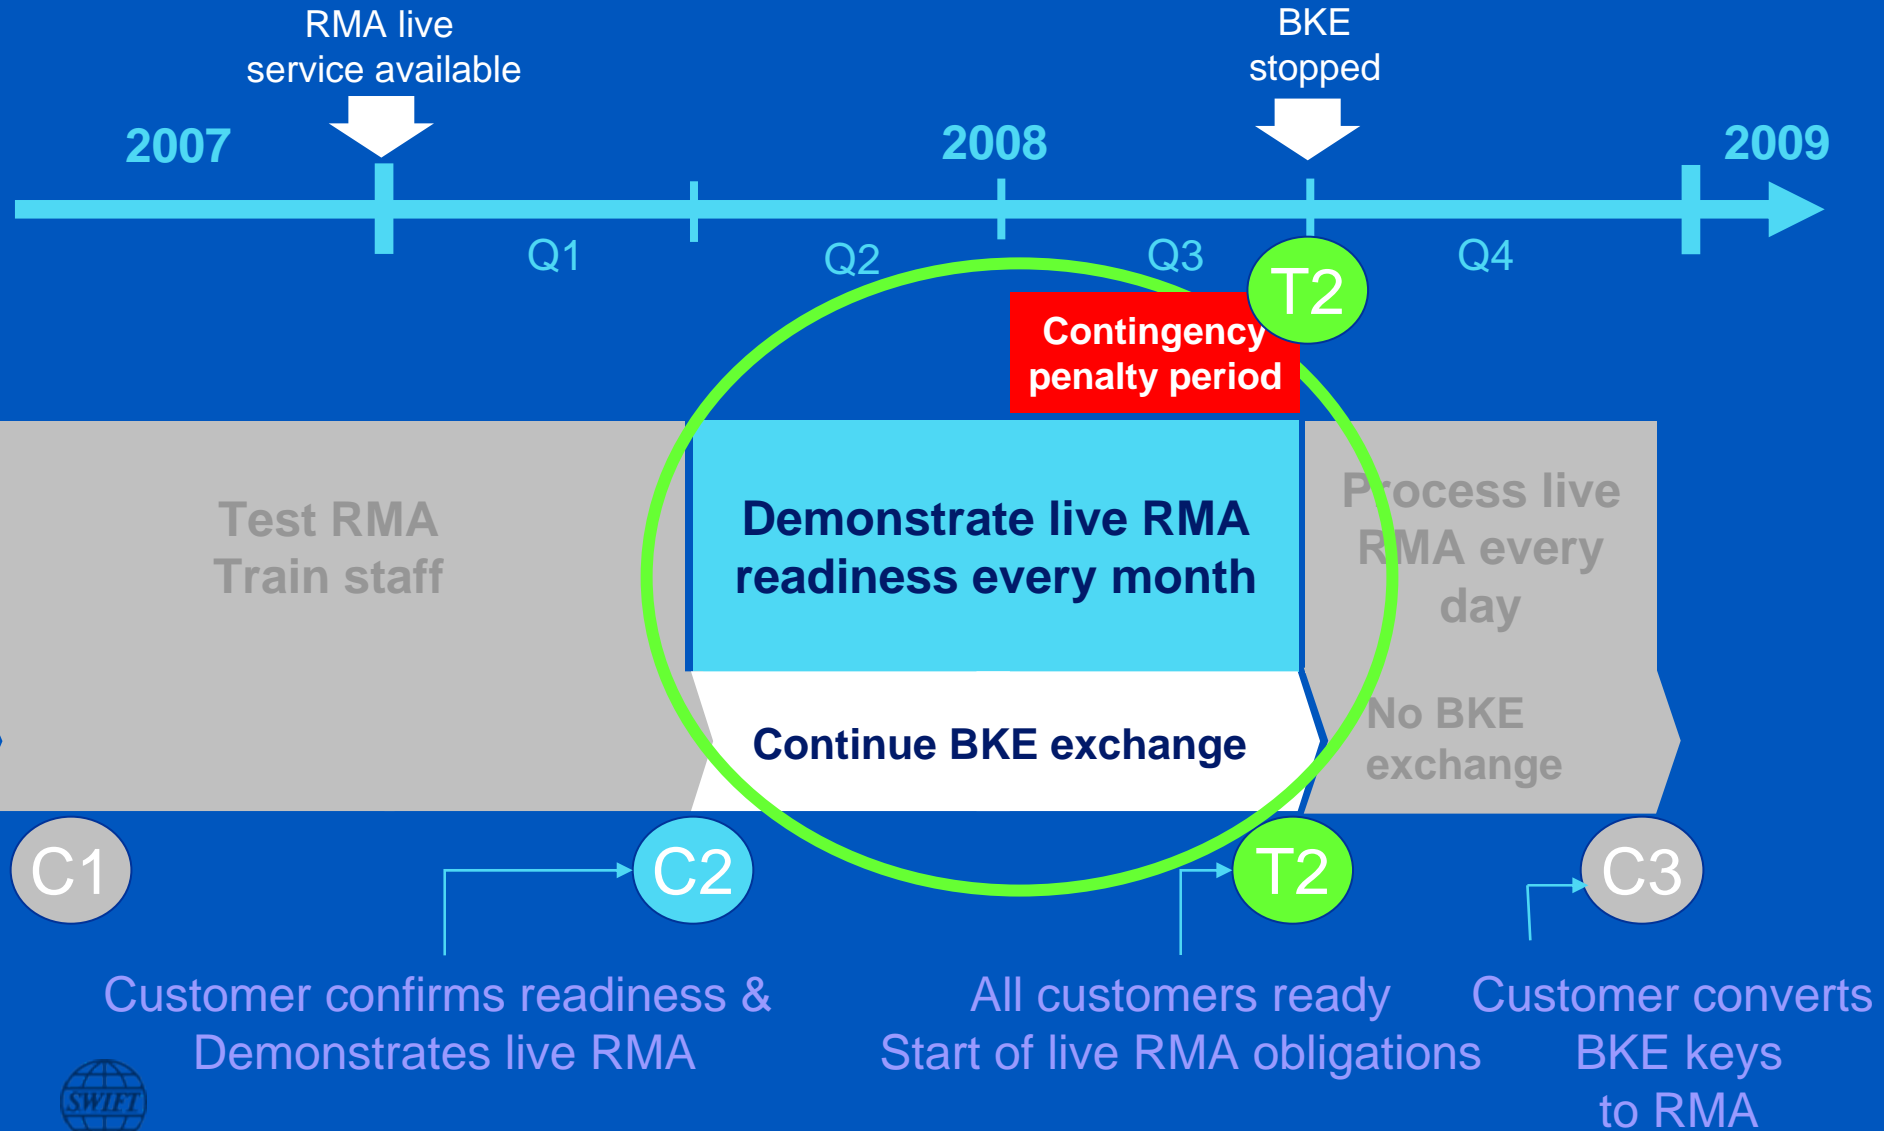 RMA live
service available
BKE
stopped
2007
2008
2009
Q1
Q2
Q3
Q4
T2
Contingency
penalty period
Test RMA
Train staff
Demonstrate live RMA
readiness every month
Process live
RMA every
day
Continue BKE exchange
No BKE
exchange
C1
C2
T2
C3
Customer confirms readiness &
Demonstrates live RMA
All customers ready
Start of live RMA obligations
Customer converts
BKE keys
to RMA
SWIFT